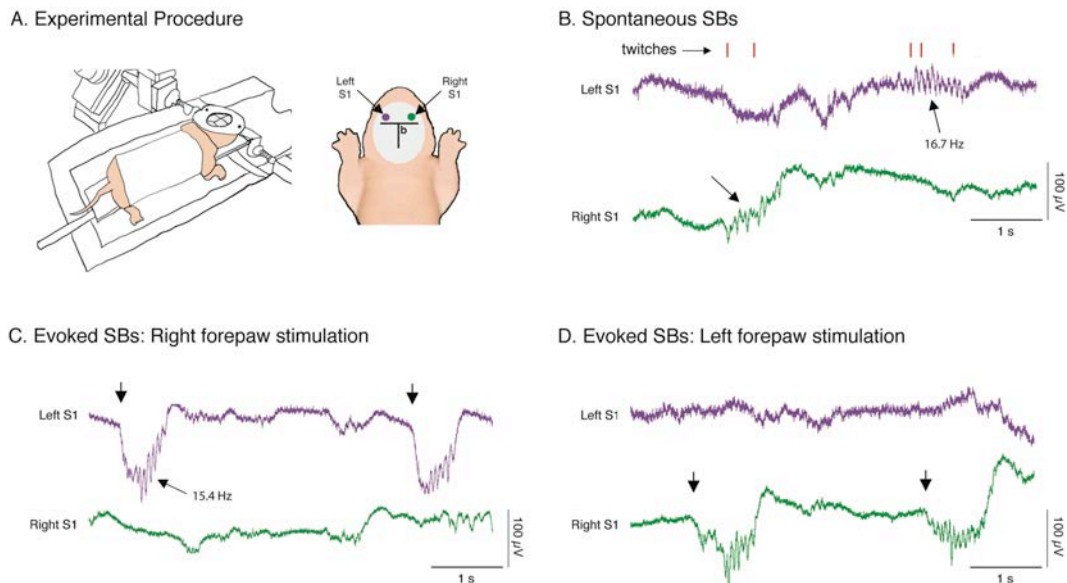 A. Experimental Procedure
Left
S1
Right
S1
b
B. Spontaneous SBs
twitches
Left S1
16.7 Hz
Right S1
100 μV
1 s
C. Evoked SBs: Right forepaw stimulation
Left S1
15.4 Hz
Right S1
100 μV
1 s
D. Evoked SBs: Left forepaw stimulation
Left S1
Right S1
100 μV
1 s